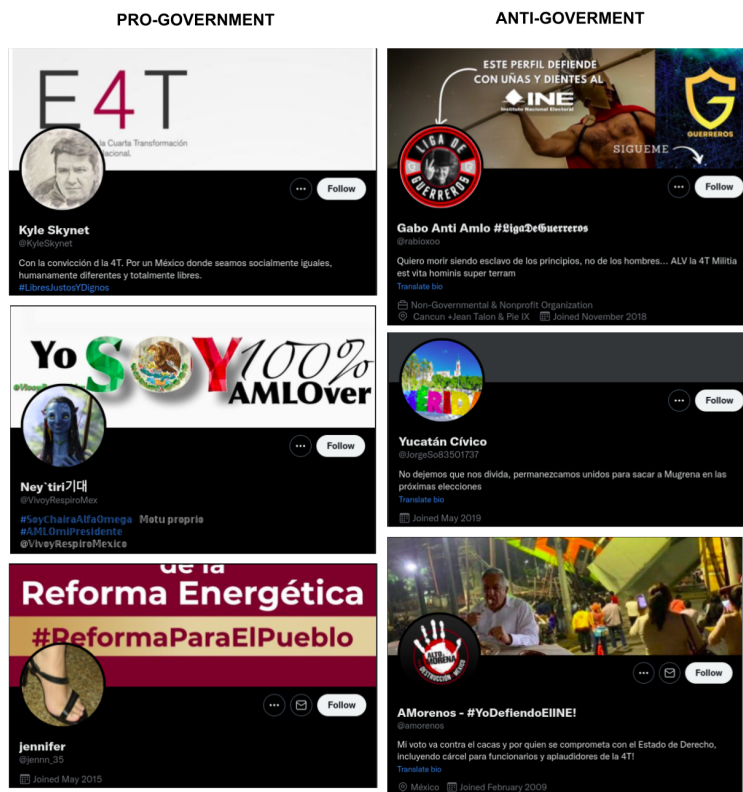 PRO-GOVERNMENT
E4T
la Cuarta Transformación
Nacional.
Follow
Kyle Skynet
@KyleSkynet
Con la convicción d la 4T. Por un México donde seamos socialmente iguales,
humanamente diferentes y totalmente libres.
#LibresJustosYDignos
Yo SOY 100%
AMLOver
Follow
Ney`tiri기대
@VivoyRespiroMex
#SoyChairaAlfaOmega Motu proprio
#AMLOmiPresidente
@VivoyRespiroMexico
de la
Reforma Energética
#ReformaParaElPueblo
Follow
jennifer
@jennn_35
Joined May 2015
ANTI-GOVERMENT
ESTE PERFIL DEFIENDE
CON UÑAS Y DIENTES AL
INE
Instituto Nacional Electoral
GUERREROS
SIGUEME
LIGA DE
GUERREROS
Follow
Gabo Anti Amlo #𝕷𝖎𝖌𝖆𝕯𝖊𝕲𝖚𝖊𝖗𝖗𝖊𝖗𝖔𝖘
@rabioxoo
Quiero morir siendo esclavo de los principios, no de los hombres... ALV la 4T Militia
est vita hominis super terram
Translate bio
Non-Governmental & Nonprofit Organization
Cancun +Jean Talon & Pie IX Joined November 2018
ERID
Follow
Yucatán Cívico
@JorgeSo83501737
No dejemos que nos divida, permanezcamos unidos para sacar a Mugrena en las
próximas elecciones
Translate bio
Joined May 2019
ALTO
MORENA
DESTRUCCIÓN MÉXICO
Follow
AMorenos - #YoDefiendoElINE!
@amorenos
Mi voto va contra el cacas y por quien se comprometa con el Estado de Derecho,
incluyendo cárcel para funcionarios y aplaudidores de la 4T!
Translate bio
México Joined February 2009